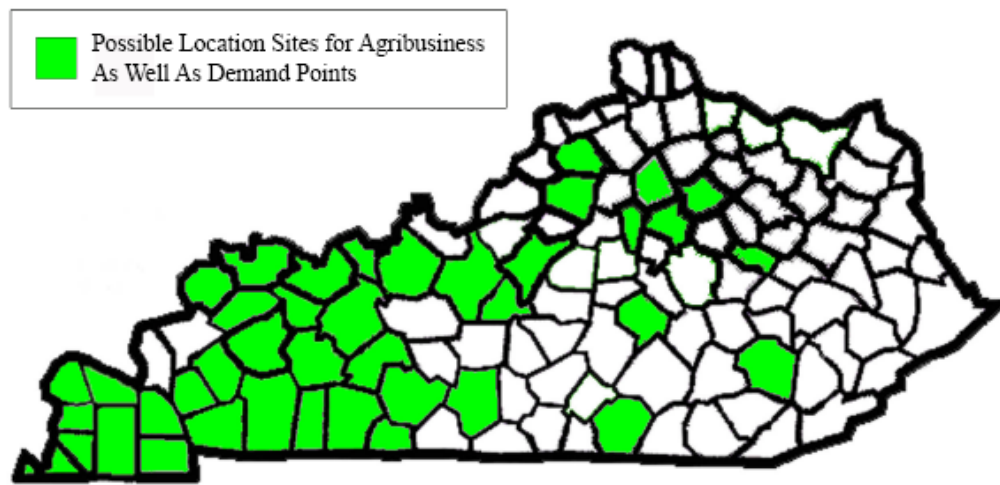 Possible Location Sites for Agribusiness
As Well As Demand Points